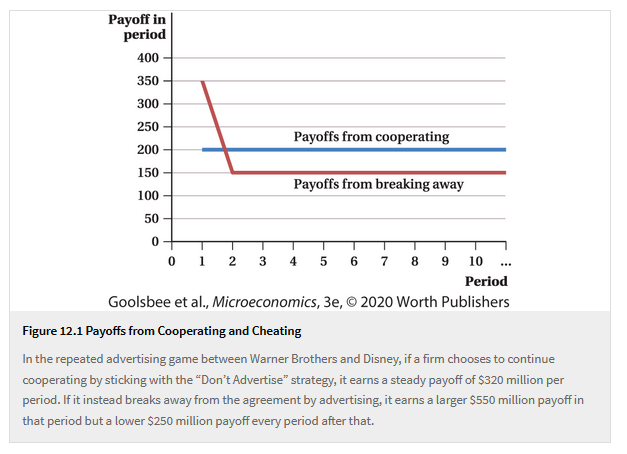 Payoff in
period
400
350
300
250
200
150
100
50
0
Payoffs from cooperating
Payoffs from breaking away
0 1 2 3 4 5 6 7 8 9 10 ...
Period
Goolsbee et al., Microeconomics, 3e, © 2020 Worth Publishers
Figure 12.1 Payoffs from Cooperating and Cheating
In the repeated advertising game between Warner Brothers and Disney, if a firm chooses to continue
cooperating by sticking with the “Don’t Advertise” strategy, it earns a steady payoff of $320 million per
period. If it instead breaks away from the agreement by advertising, it earns a larger $550 million payoff in
that period but a lower $250 million payoff every period after that.